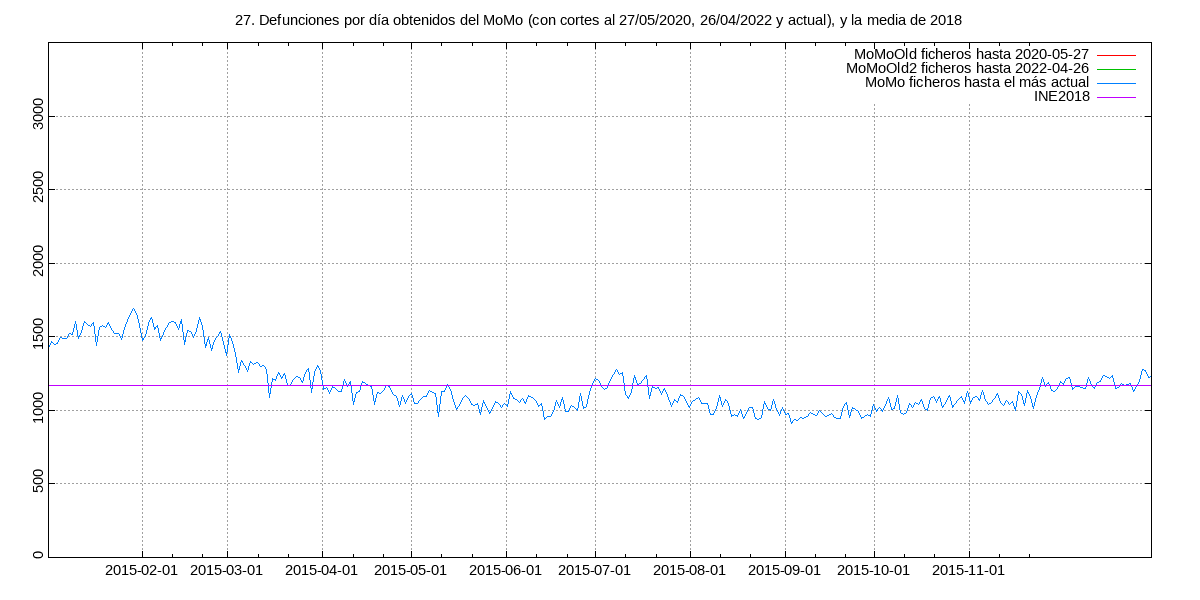 27. Defunciones por día obtenidos del MoMo (con cortes al 27/05/2020, 26/04/2022 y actual), y la media de 2018
MoMoOld ficheros hasta 2020-05-27
MoMoOld2 ficheros hasta 2022-04-26
MoMo ficheros hasta el más actual
INE2018
3000
2500
2000
1500
1000
500
0
2015-02-01 2015-03-01 2015-04-01 2015-05-01 2015-06-01 2015-07-01 2015-08-01 2015-09-01 2015-10-01 2015-11-01